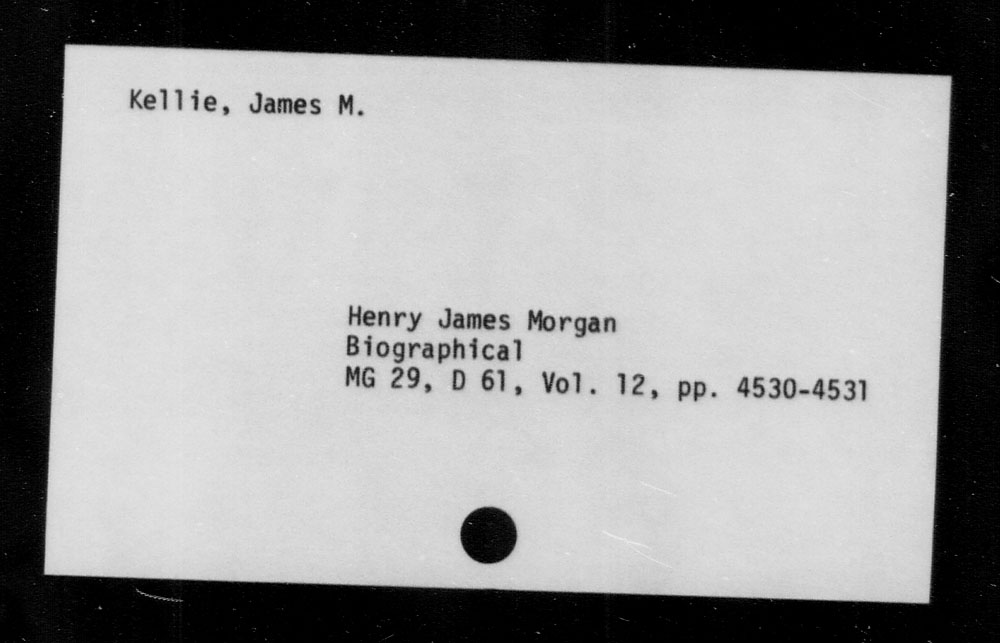 Kellie, James M.
Henry James Morgan
Biographical
MG 29, D 61, Vol. 12, pp. 4530-4531